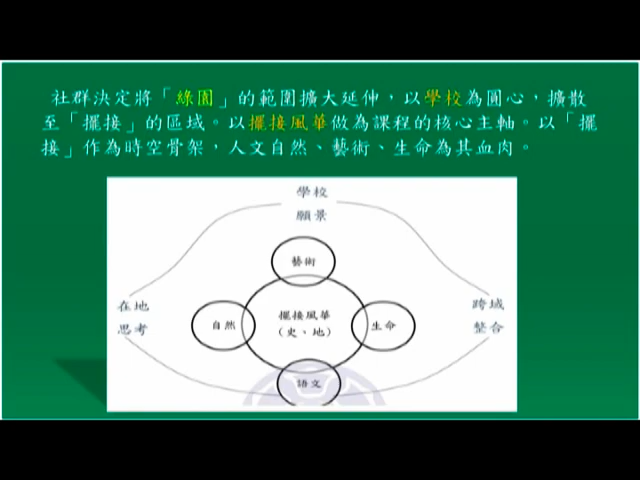 社群決定將「綠園」的範圍擴大延伸，以學校為圓心，擴散
至「擺接」的區域。以擺接風華做為課程的核心主軸。以「擺
接」作為時空骨架，人文自然、藝術、生命為其血肉。
學校
願景
藝術
在地
思考
自然
擺接風華
（史、地）
生命
跨域
整合
語文